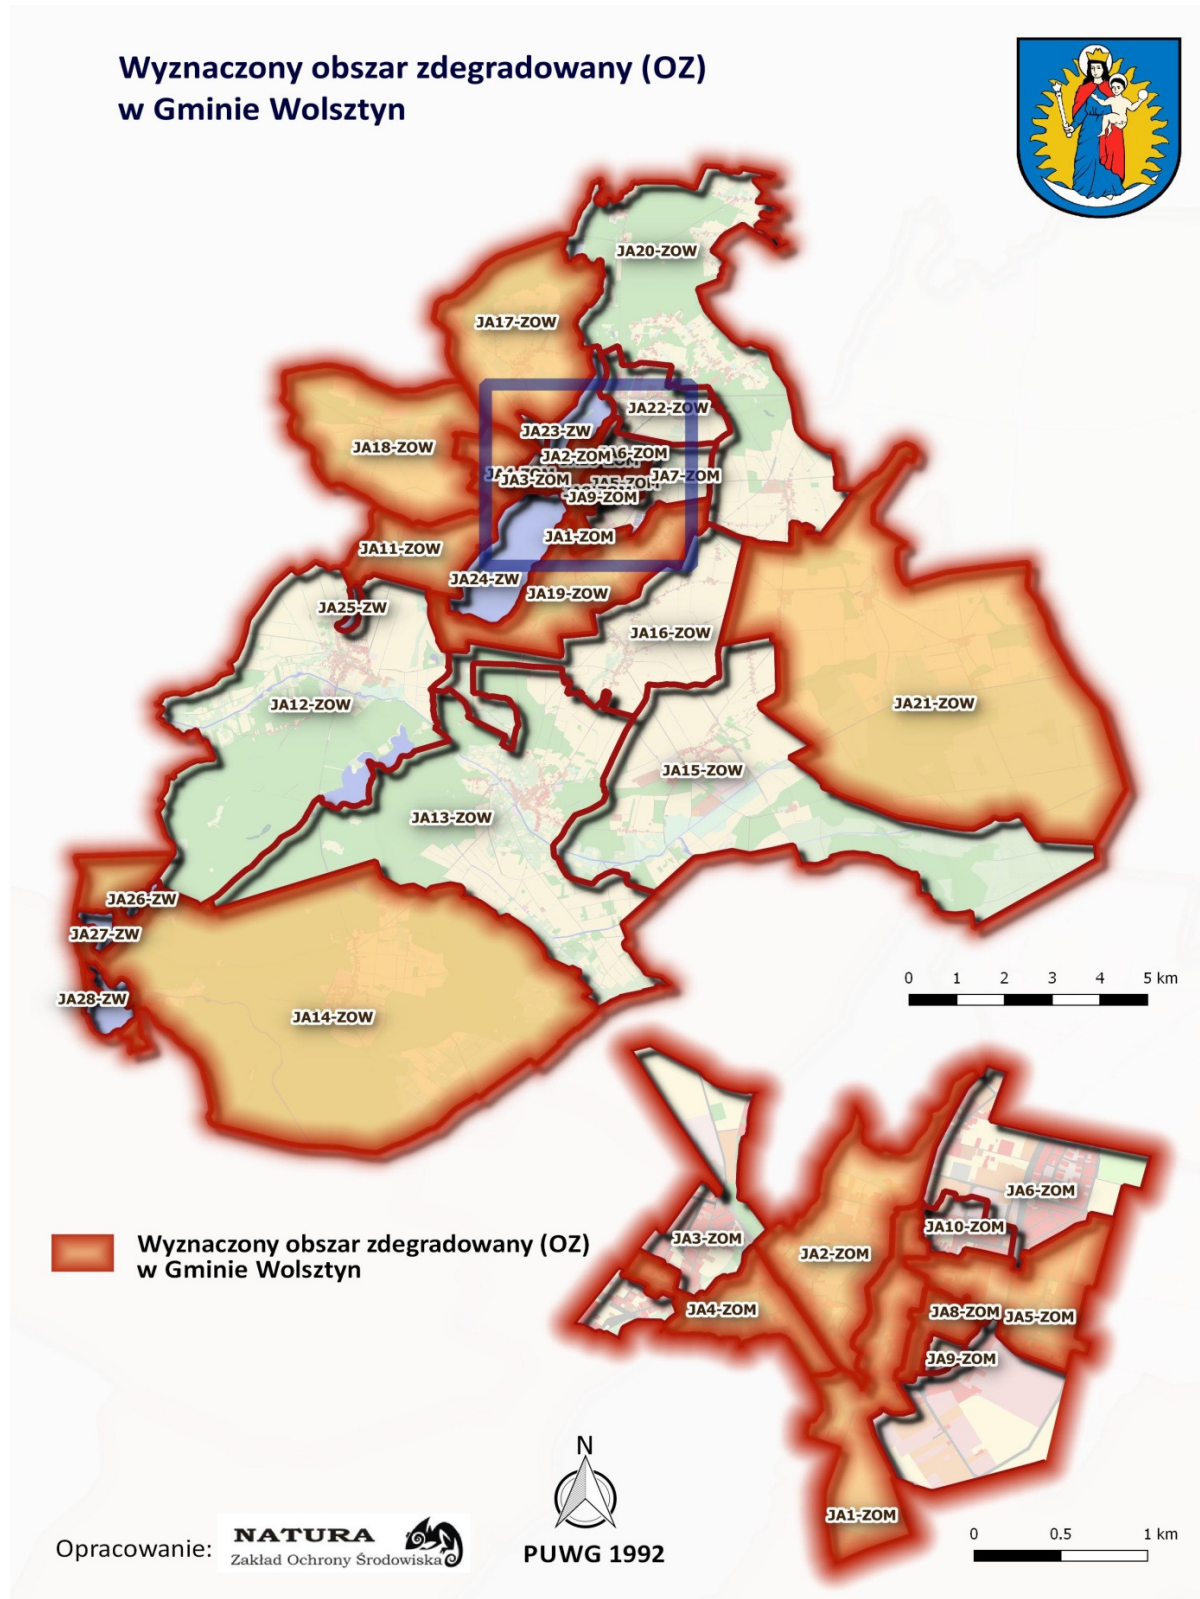 Wyznaczony obszar zdegradowany (OZ)
w Gminie Wolsztyn
JA20-ZOW
JA17-ZOW
JA22-ZOW
JA23-ZW
JA18-ZOW
JA2-ZOM
JA6-ZOM
JA3-ZOM
JA5-ZOM
JA7-ZOM
JA9-ZOM
JA1-ZOM
JA11-ZOW
JA24-ZW
JA19-ZOW
JA25-ZW
JA16-ZOW
JA12-ZOW
JA21-ZOW
JA15-ZOW
JA13-ZOW
JA26-ZW
JA27-ZW
JA28-ZW
JA14-ZOW
0 1 2 3 4 5 km
JA6-ZOM
JA10-ZOM
JA3-ZOM
JA2-ZOM
JA4-ZOM
JA8-ZOM
JA5-ZOM
JA9-ZOM
JA1-ZOM
Wyznaczony obszar zdegradowany (OZ)
w Gminie Wolsztyn
N
PUWG 1992
Opracowanie:
NATURA
Zakład Ochrony Środowiska
0 0.5 1 km